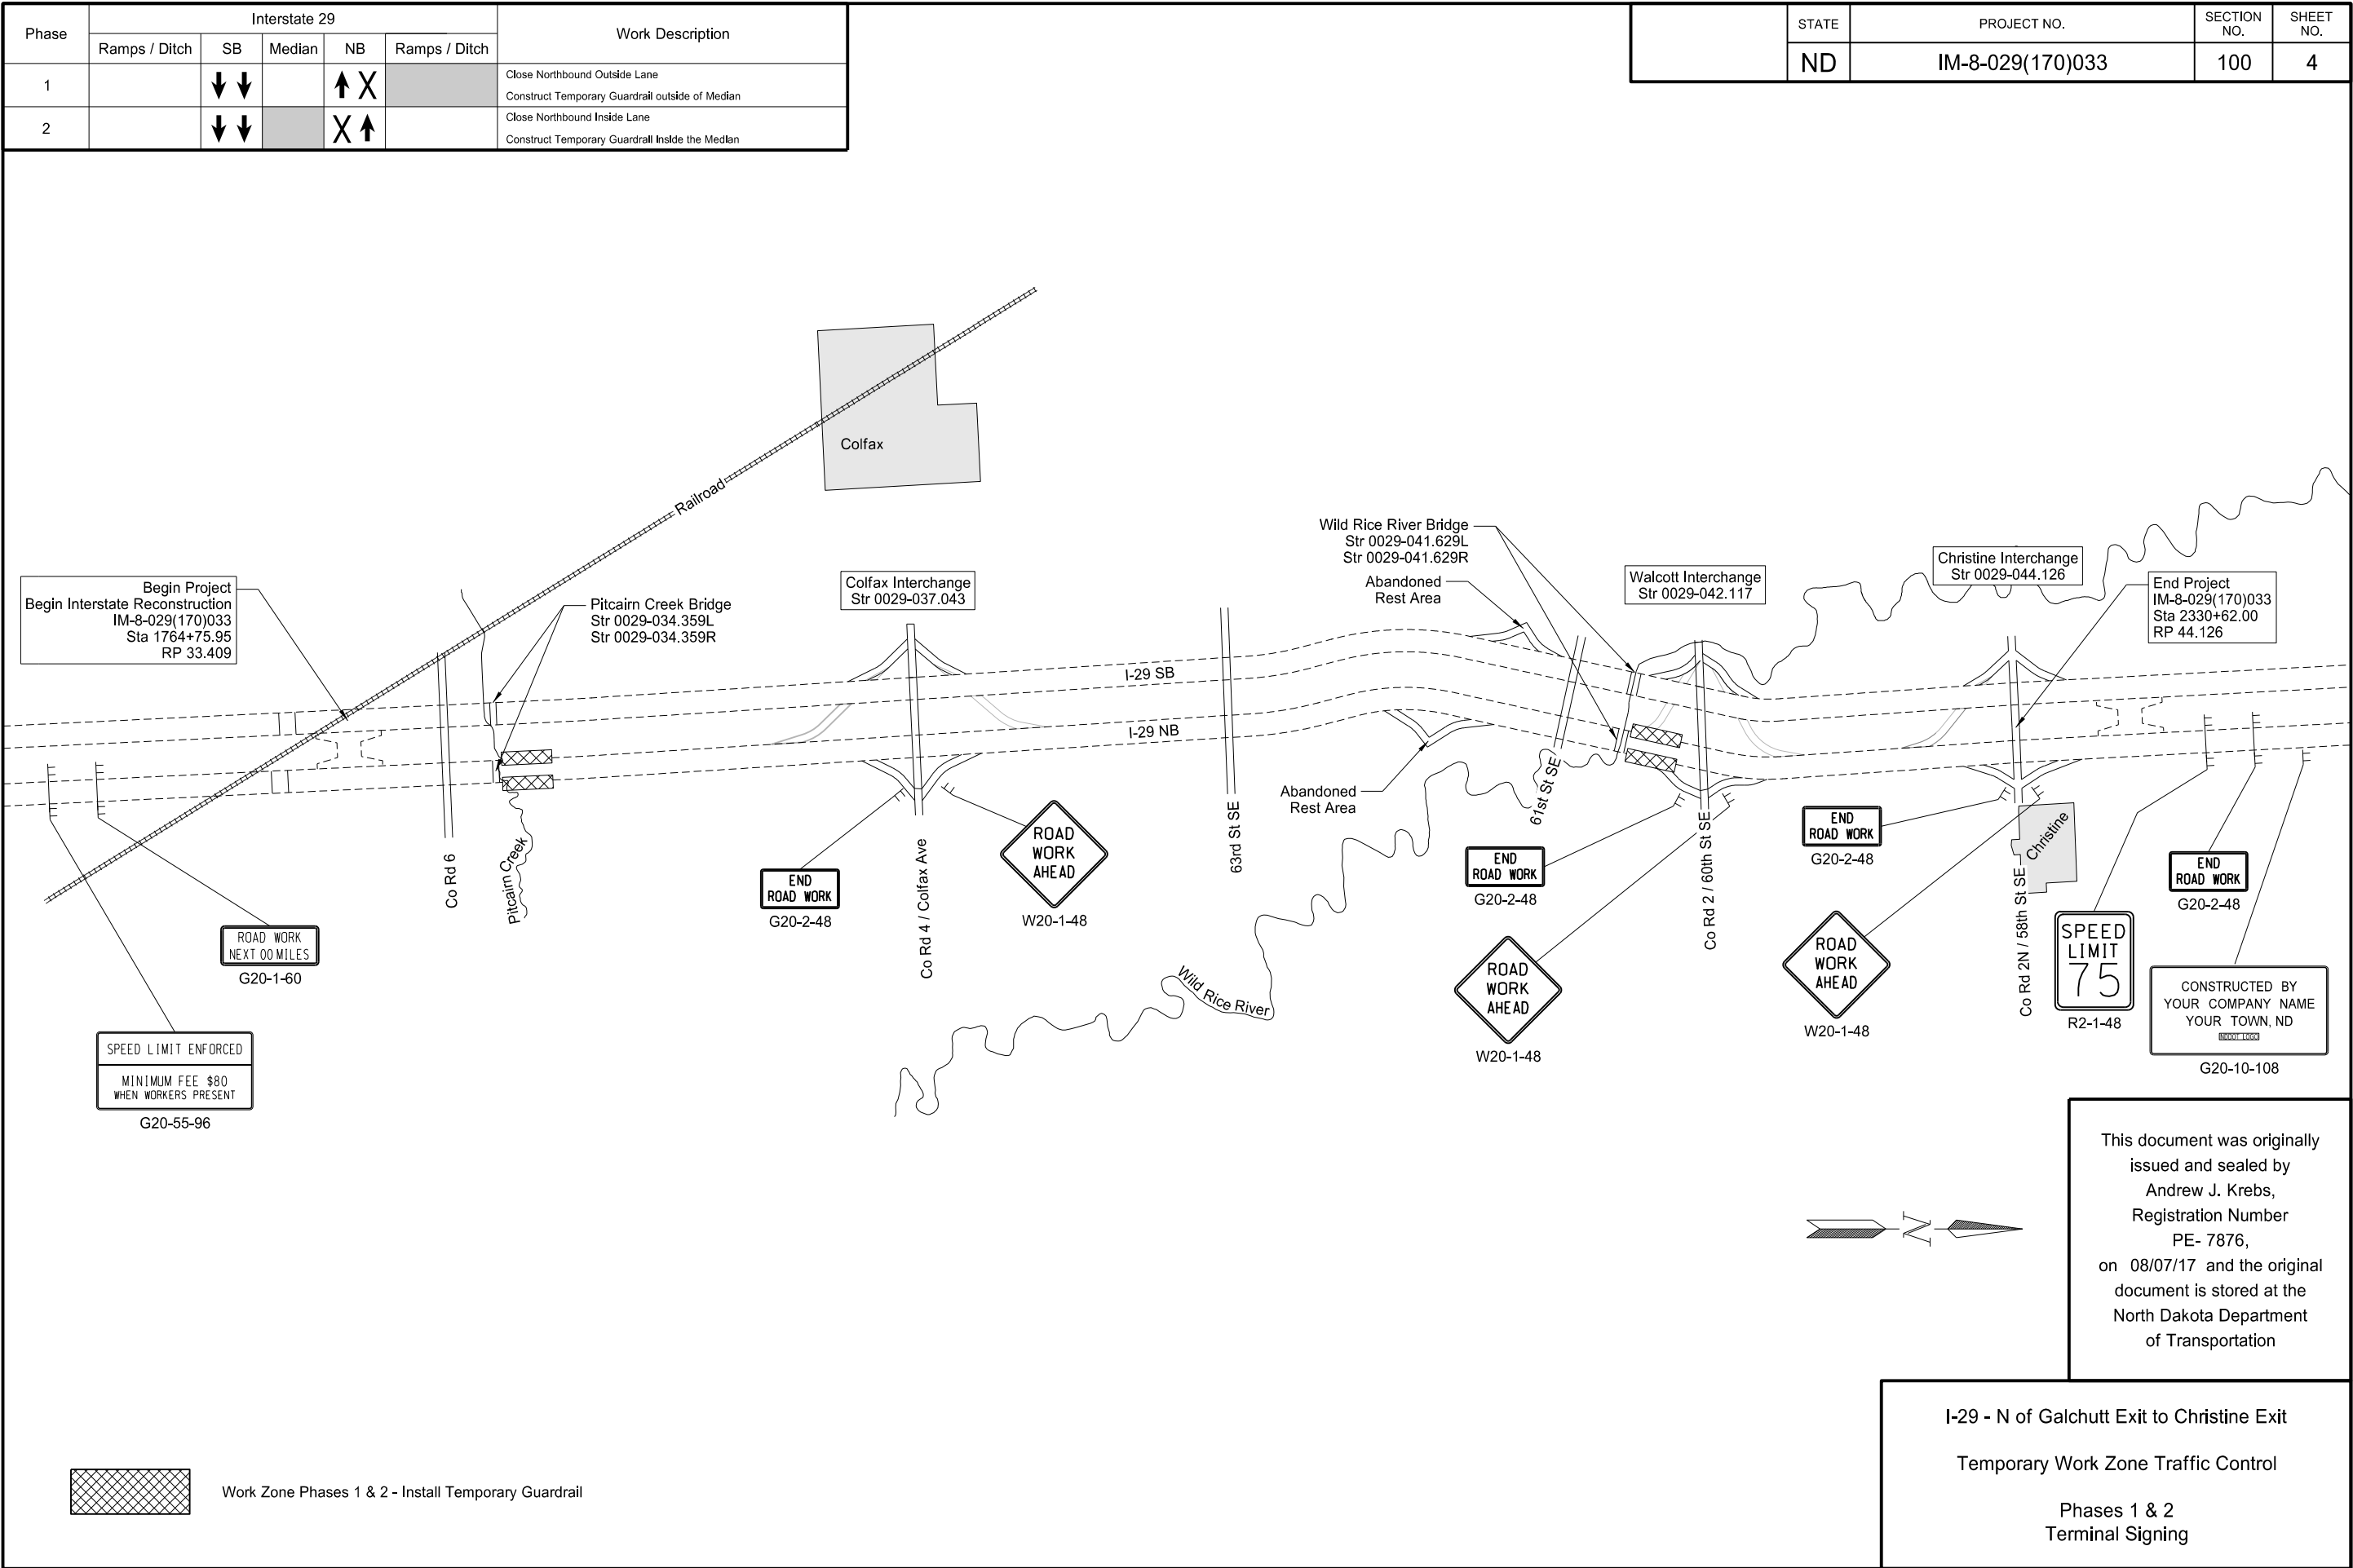 Phase
Interstate 29
Work Description
Ramps / Ditch
SB
Median
NB
Ramps / Ditch
1
Close Northbound Outside Lane
Construct Temporary Guardrail outside of Median
2
Close Northbound Inside Lane
Construct Temporary Guardrail Inside the Median
STATE
PROJECT NO.
SECTION
NO.
SHEET
NO.
ND
IM-8-029(170)033
100
4
Colfax
Railroad
Begin Project
Begin Interstate Reconstruction
IM-8-029(170)033
Sta 1764+75.95
RP 33.409
Pitcairn Creek Bridge
Str 0029-034.359L
Str 0029-034.359R
Colfax Interchange
Str 0029-037.043
Wild Rice River Bridge
Str 0029-041.629L
Str 0029-041.629R
Abandoned
Rest Area
Walcott Interchange
Str 0029-042.117
Christine Interchange
Str 0029-044.126
End Project
IM-8-029(170)033
Sta 2330+62.00
RP 44.126
I-29 SB
I-29 NB
Abandoned
Rest Area
Co Rd 6
Pitcairn Creek
Co Rd 4 / Colfax Ave
63rd St SE
61st St SE
Co Rd 2 / 60th St SE
Co Rd 2N / 58th St SE
Christine
Wild Rice River
ROAD WORK
NEXT 00 MILES
G20-1-60
SPEED LIMIT ENFORCED
MINIMUM FEE $80
WHEN WORKERS PRESENT
G20-55-96
END
ROAD WORK
G20-2-48
ROAD
WORK
AHEAD
W20-1-48
END
ROAD WORK
G20-2-48
ROAD
WORK
AHEAD
W20-1-48
END
ROAD WORK
G20-2-48
ROAD
WORK
AHEAD
W20-1-48
SPEED
LIMIT
75
R2-1-48
END
ROAD WORK
G20-2-48
CONSTRUCTED BY
YOUR COMPANY NAME
YOUR TOWN, ND
NDDOT LOGO
G20-10-108
N
This document was originally
issued and sealed by
Andrew J. Krebs,
Registration Number
PE- 7876,
on 08/07/17 and the original
document is stored at the
North Dakota Department
of Transportation
Work Zone Phases 1 & 2 - Install Temporary Guardrail
I-29 - N of Galchutt Exit to Christine Exit
Temporary Work Zone Traffic Control
Phases 1 & 2
Terminal Signing